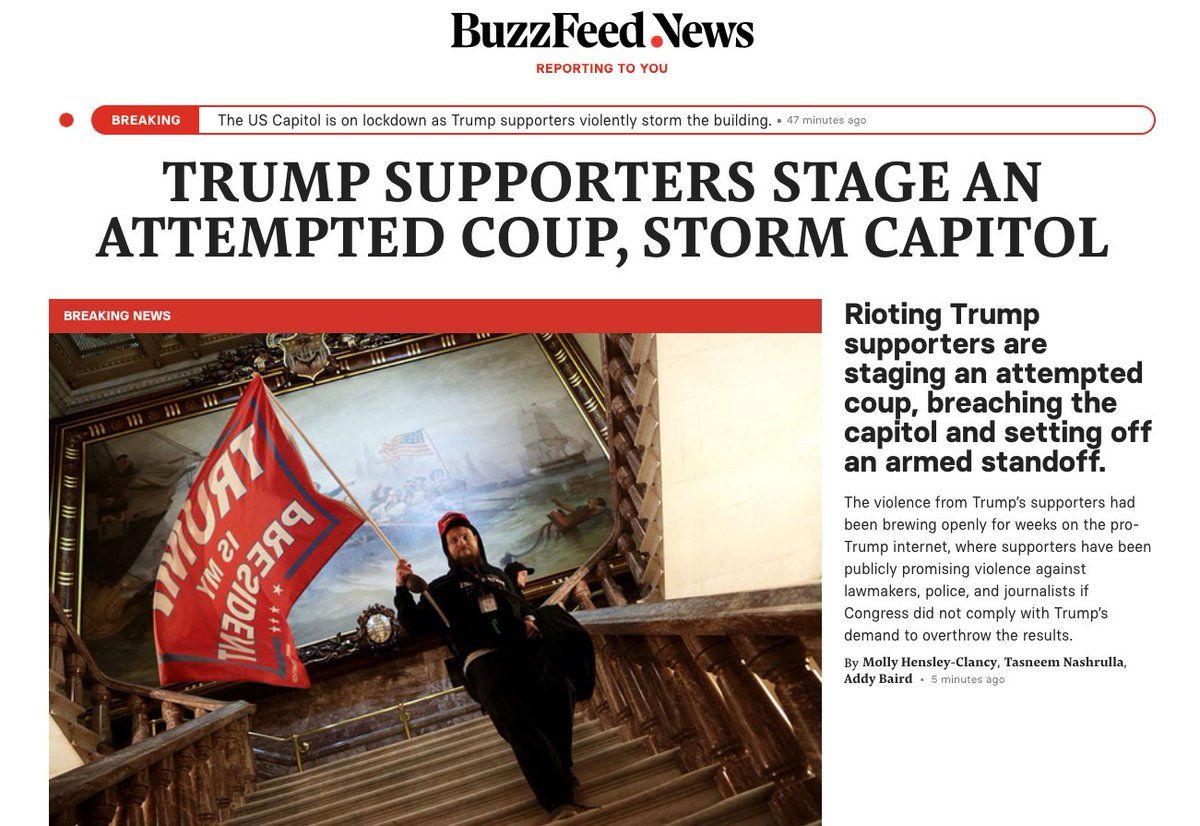 BuzzFeed News
REPORTING TO YOU
BREAKING
The US Capitol is on lockdown as Trump supporters violently storm the building. • 47 minutes ago
TRUMP SUPPORTERS STAGE AN
ATTEMPTED COUP, STORM CAPITOL
BREAKING NEWS
TRUMP
IS MY
PRESIDENT
Rioting Trump
supporters are
staging an attempted
coup, breaching the
capitol and setting off
an armed standoff.
The violence from Trump's supporters had
been brewing openly for weeks on the pro-
Trump internet, where supporters have been
publicly promising violence against
lawmakers, police, and journalists if
Congress did not comply with Trump's
demand to overthrow the results.
By Molly Hensley-Clancy, Tasneem Nashrulla,
Addy Baird • 5 minutes ago